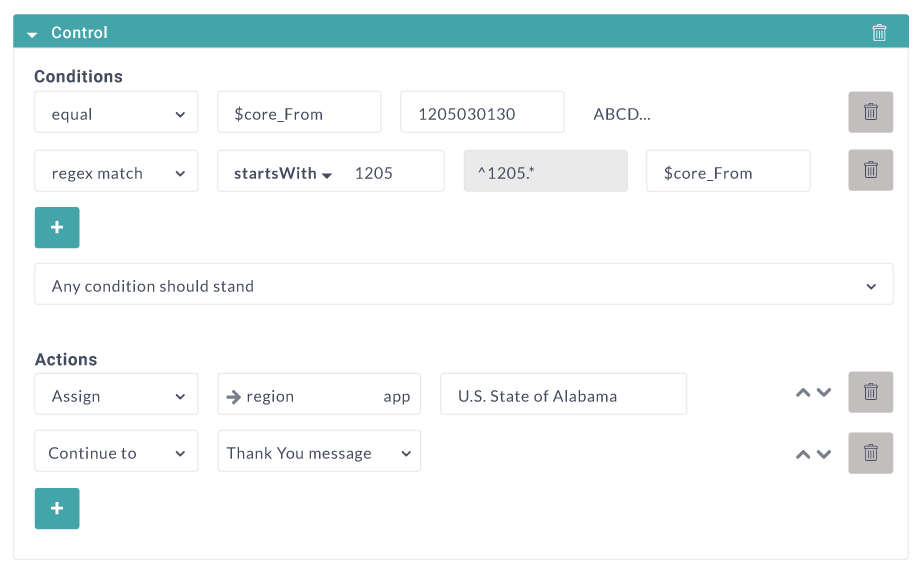 Control
Conditions
equal $core_From 1205030130 ABCD...
regex match startsWith 1205 ^1205.* $core_From
+
Any condition should stand
Actions
Assign region app U.S. State of Alabama
Continue to Thank You message
+